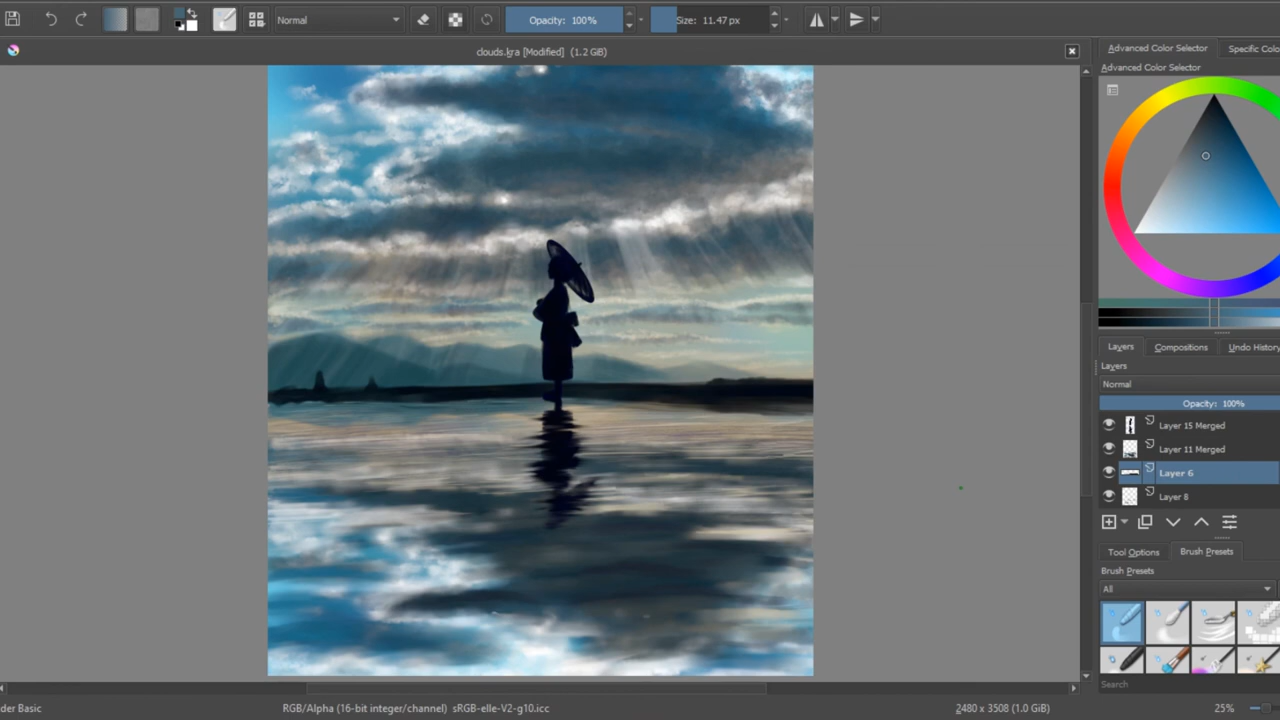 Normal
Opacity: 100%
Size: 11.47 px
clouds.kra [Modified] (1.2 GiB)
Advanced Color Selector
Specific Colo
Advanced Color Selector
Layers
Compositions
Undo History
Layers
Normal
Opacity: 100%
Layer 15 Merged
Layer 11 Merged
Layer 6
Layer 8
Tool Options
Brush Presets
Brush Presets
All
Search
der Basic
RGB/Alpha (16-bit integer/channel) sRGB-elle-V2-g10.icc
2480 x 3508 (1.0 GiB)
25%